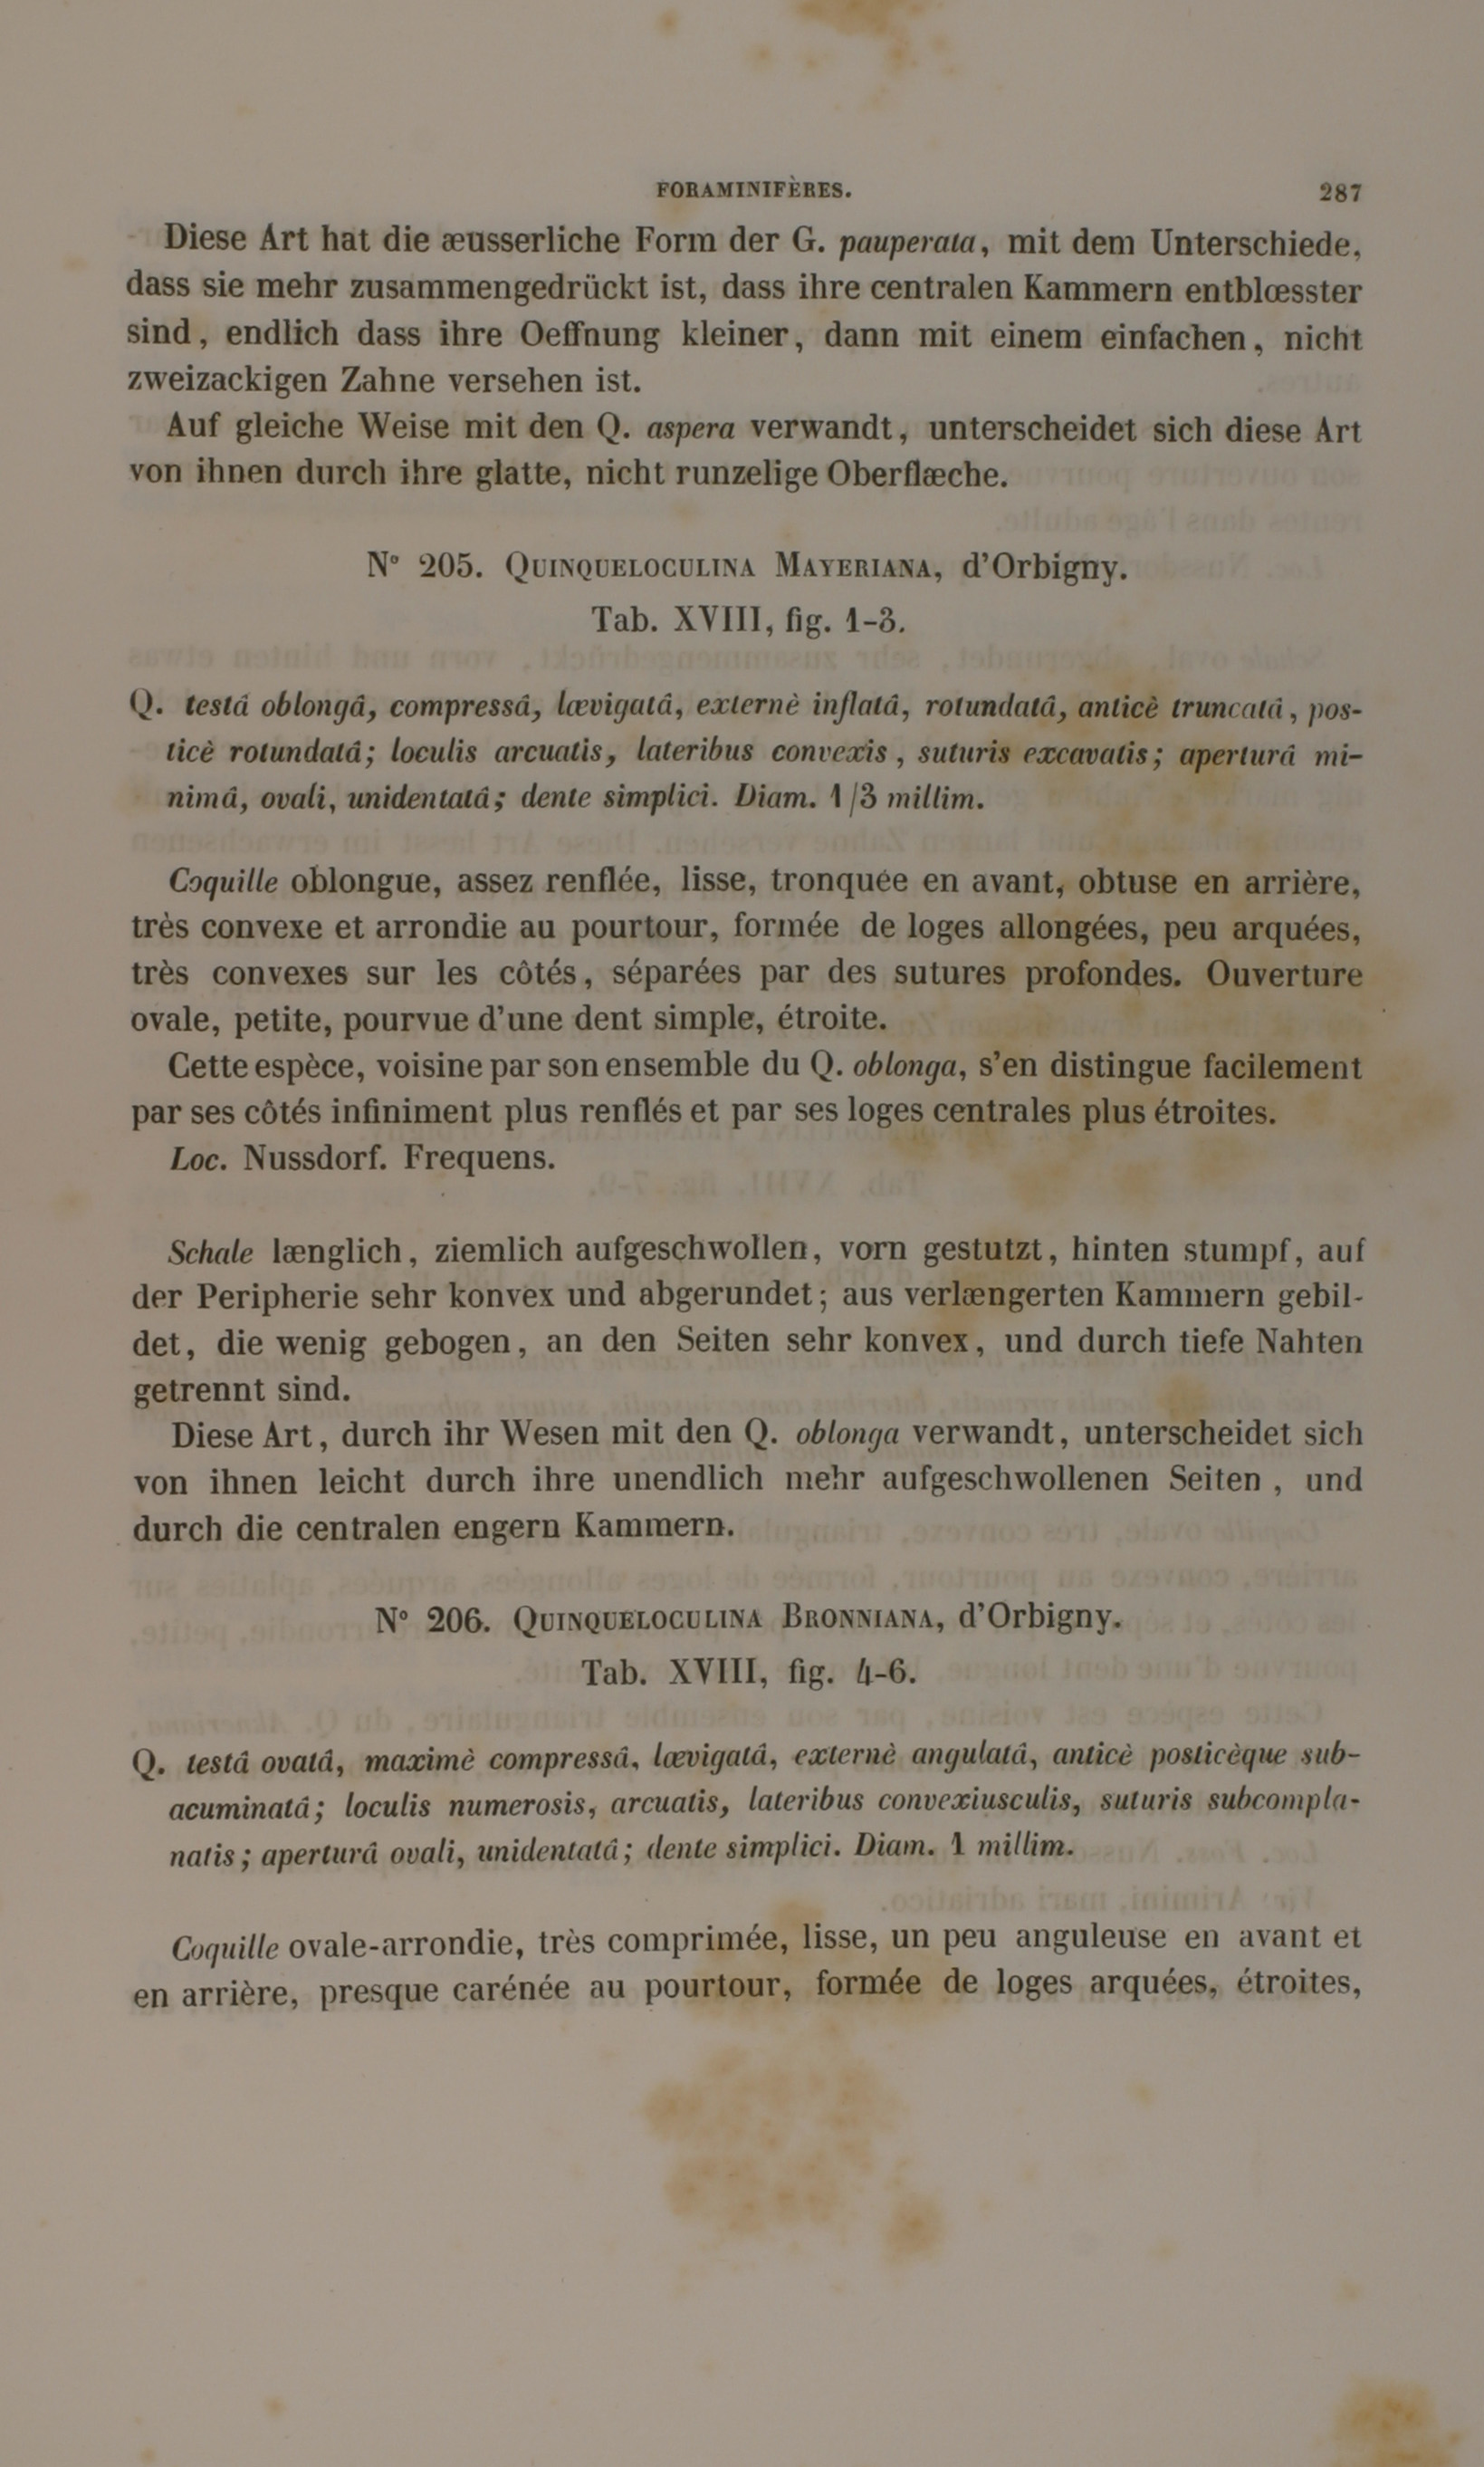 FORAMINIFÈRES. 287
Diese Art hat die æusserliche Form der G. pauperata, mit dem Unterschiede,
dass sie mehr zusammengedrückt ist, dass ihre centralen Kammern entblœsster
sind, endlich dass ihre Oeffnung kleiner, dann mit einem einfachen, nicht
zweizackigen Zahne versehen ist.
Auf gleiche Weise mit den Q. aspera verwandt, unterscheidet sich diese Art
von ihnen durch ihre glatte, nicht runzelige Oberflæche.
N° 205. QUINQUELOCULINA MAYERIANA, d'Orbigny.
Tab. XVIII, fig. 1-3.
Q. testâ oblongâ, compressâ, lævigatâ, externè inflatâ, rotundatâ, anticè truncatâ, pos-
ticè rotundatâ; loculis arcuatis, lateribus convexis, suturis excavatis; aperturâ mi-
nimâ, ovali, unidentatâ; dente simplici. Diam. 1/3 millim.
Coquille oblongue, assez renflée, lisse, tronquée en avant, obtuse en arrière,
très convexe et arrondie au pourtour, formée de loges allongées, peu arquées,
très convexes sur les côtés, séparées par des sutures profondes. Ouverture
ovale, petite, pourvue d'une dent simple, étroite.
Cette espèce, voisine par son ensemble du Q. oblonga, s'en distingue facilement
par ses côtés infiniment plus renflés et par ses loges centrales plus étroites.
Loc. Nussdorf. Frequens.
Schale længlich, ziemlich aufgeschwollen, vorn gestutzt, hinten stumpf, auf
der Peripherie sehr konvex und abgerundet; aus verlængerten Kammern gebil-
det, die wenig gebogen, an den Seiten sehr konvex, und durch tiefe Nahten
getrennt sind.
Diese Art, durch ihr Wesen mit den Q. oblonga verwandt, unterscheidet sich
von ihnen leicht durch ihre unendlich mehr aufgeschwollenen Seiten, und
durch die centralen engern Kammern.
N° 206. QUINQUELOCULINA BRONNIANA, d'Orbigny.
Tab. XVIII, fig. 4-6.
Q. testâ ovatâ, maximè compressâ, lævigatâ, externè angulatâ, anticè posticèque sub-
acuminatâ; loculis numerosis, arcuatis, lateribus convexiusculis, suturis subcompla-
natis; aperturâ ovali, unidentatâ; dente simplici. Diam. 1 millim.
Coquille ovale-arrondie, très comprimée, lisse, un peu anguleuse en avant et
en arrière, presque carénée au pourtour, formée de loges arquées, étroites,